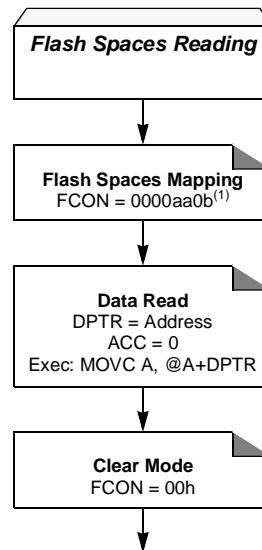 Flash Spaces Reading
Flash Spaces Mapping
FCON = 0000aa0b(1)
Data Read
DPTR = Address
ACC = 0
Exec: MOVC A, @A+DPTR
Clear Mode
FCON = 00h